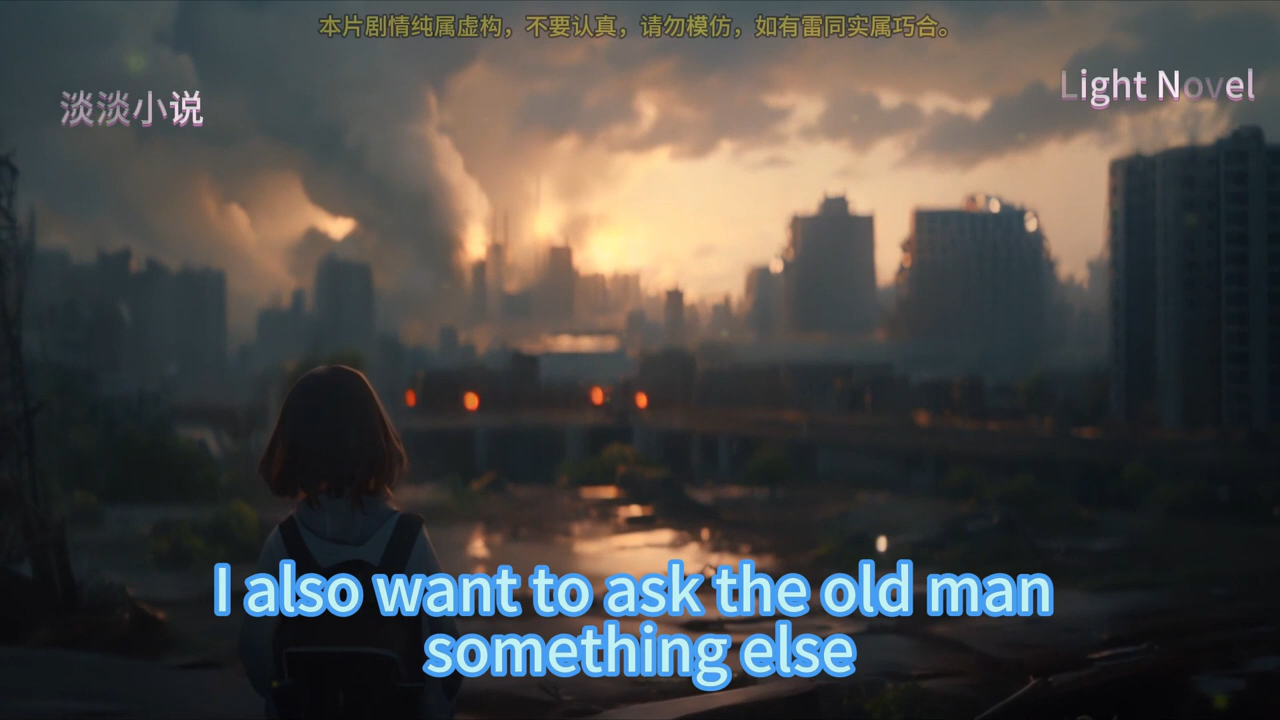 本片剧情纯属虚构，不要认真，请勿模仿，如有雷同实属巧合。
淡淡小说
Light Novel
I also want to ask the old man
something else